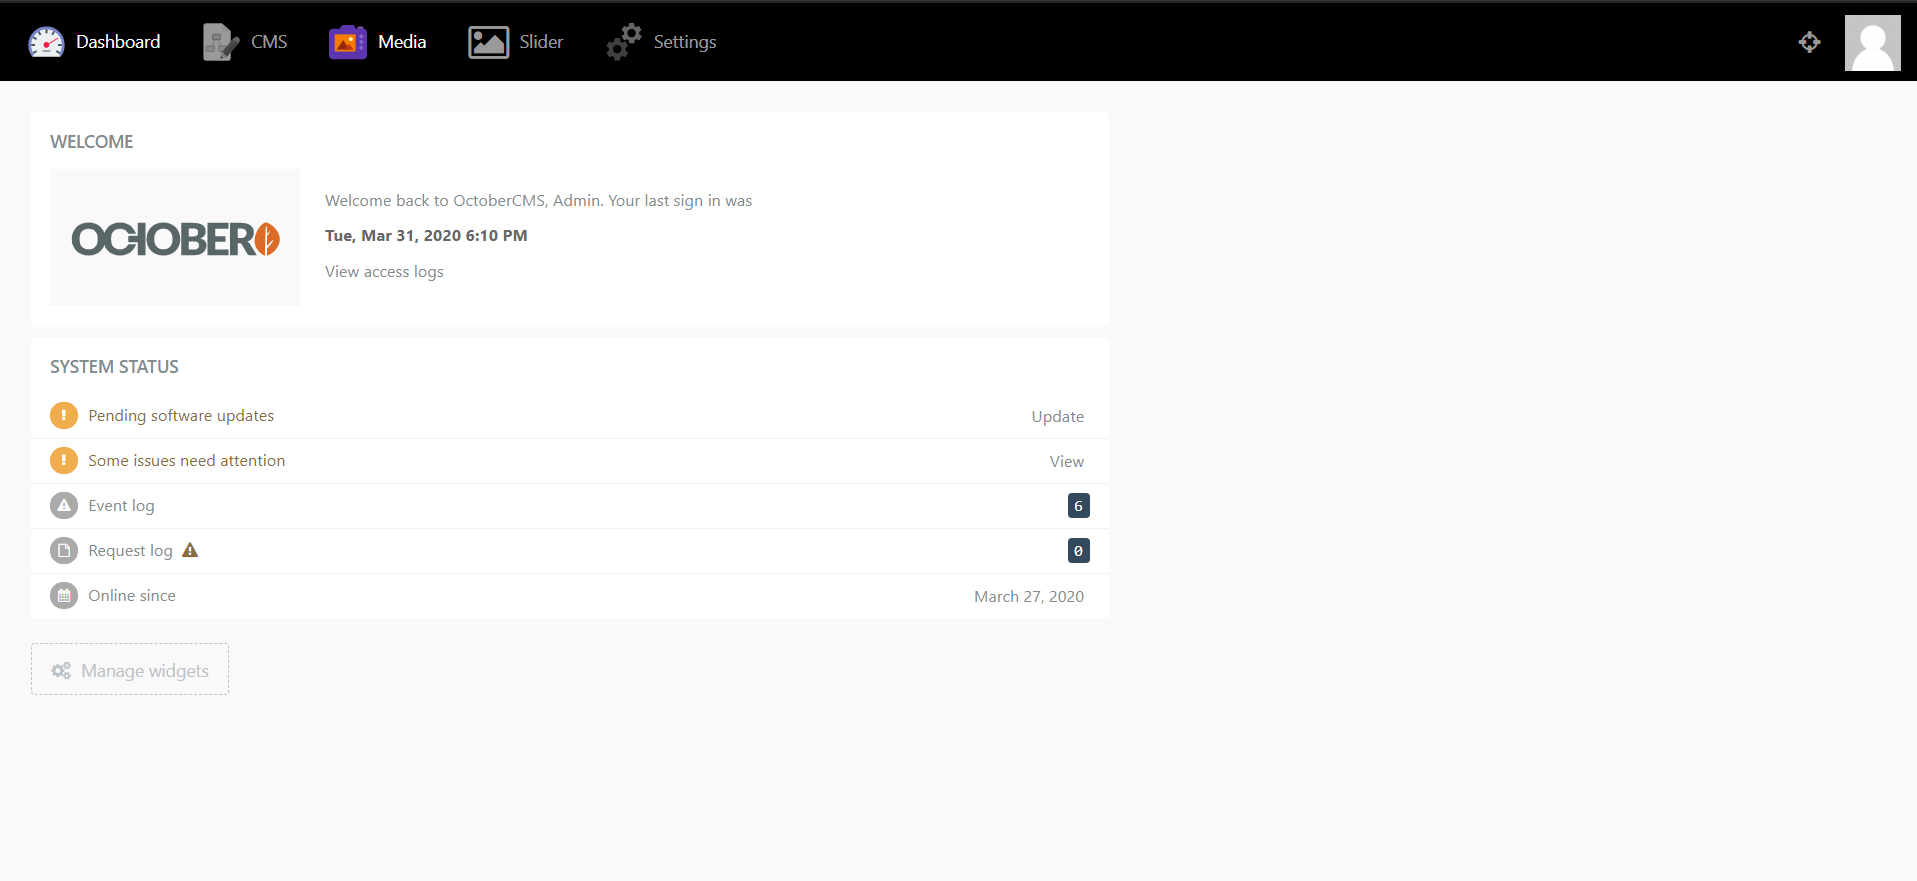 Dashboard CMS Media Slider Settings
WELCOME
OCTOBER
Welcome back to OctoberCMS, Admin. Your last sign in was
Tue, Mar 31, 2020 6:10 PM
View access logs
SYSTEM STATUS
Pending software updates Update
Some issues need attention View
Event log 6
Request log 0
Online since March 27, 2020
Manage widgets